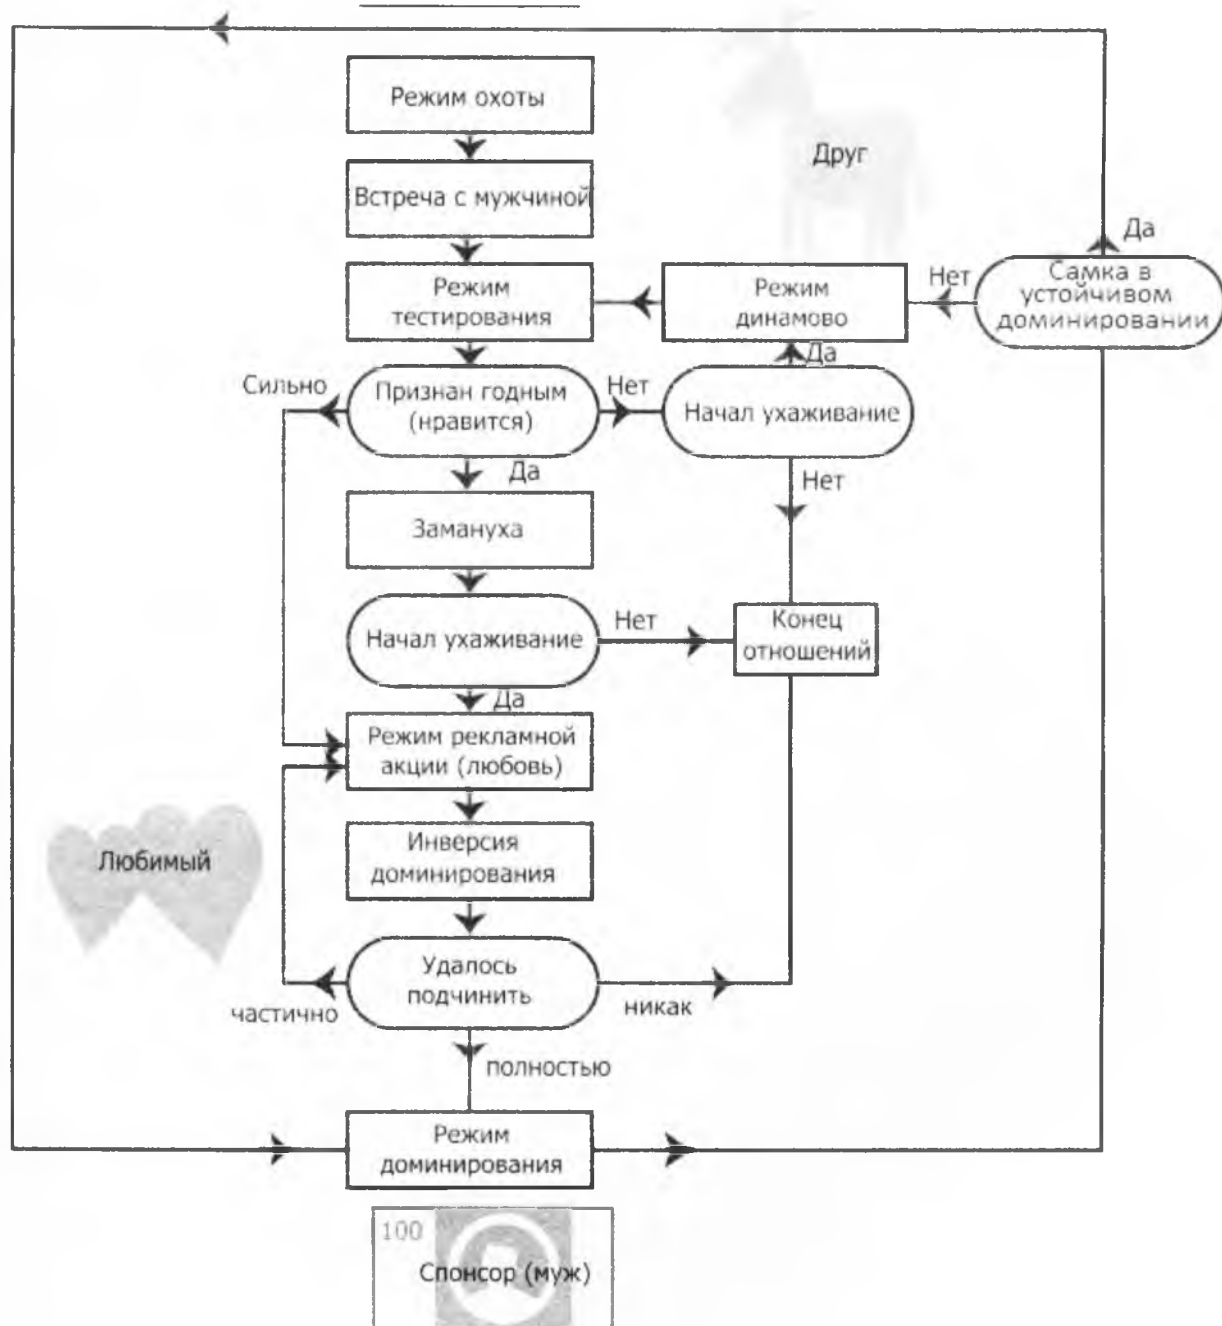 Режим охоты
Встреча с мужчиной
Друг
Да
Режим
тестирования
Режим
динамово
Нет
Самка в
устойчивом
доминировании
Сильно
Признан годным
(нравится)
Нет
Да
Начал ухаживание
Да
Нет
Замануха
Начал ухаживание
Нет
Конец
отношений
Да
Режим рекламной
акции (любовь)
Любимый
Инверсия
доминирования
Удалось
подчинить
частично
никак
полностью
Режим
доминирования
100
Спонсор (муж)